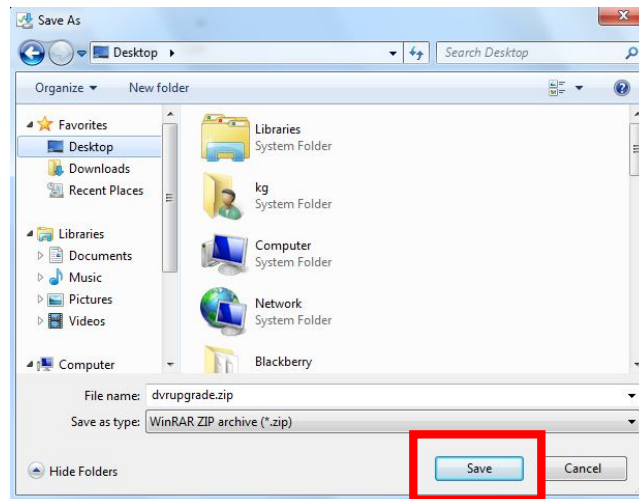 Save As
Desktop
Search Desktop
Organize
New folder
Favorites
Desktop
Downloads
Recent Places
Libraries
Documents
Music
Pictures
Videos
Computer
Libraries
System Folder
kg
System Folder
Computer
System Folder
Network
System Folder
Blackberry
File name: dvrupgrade.zip
Save as type: WinRAR ZIP archive (*.zip)
Hide Folders
Save
Cancel